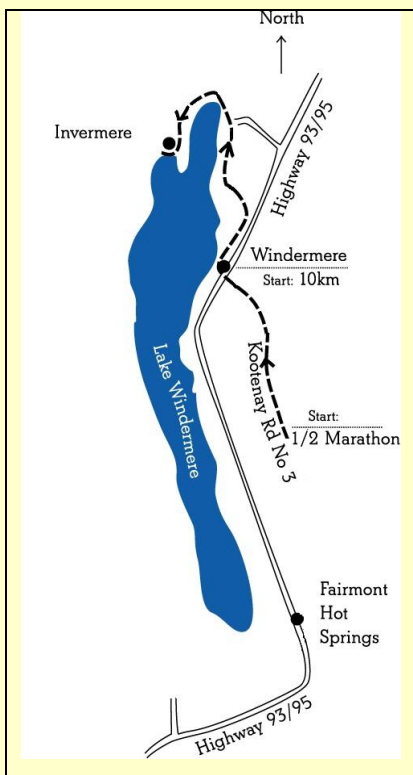 North
Highway 93/95
Invermere
Windermere
Start: 10km
Lake Windermere
Kootenay Rd No 3
Start:
1/2 Marathon
Fairmont
Hot
Springs
Highway 93/95